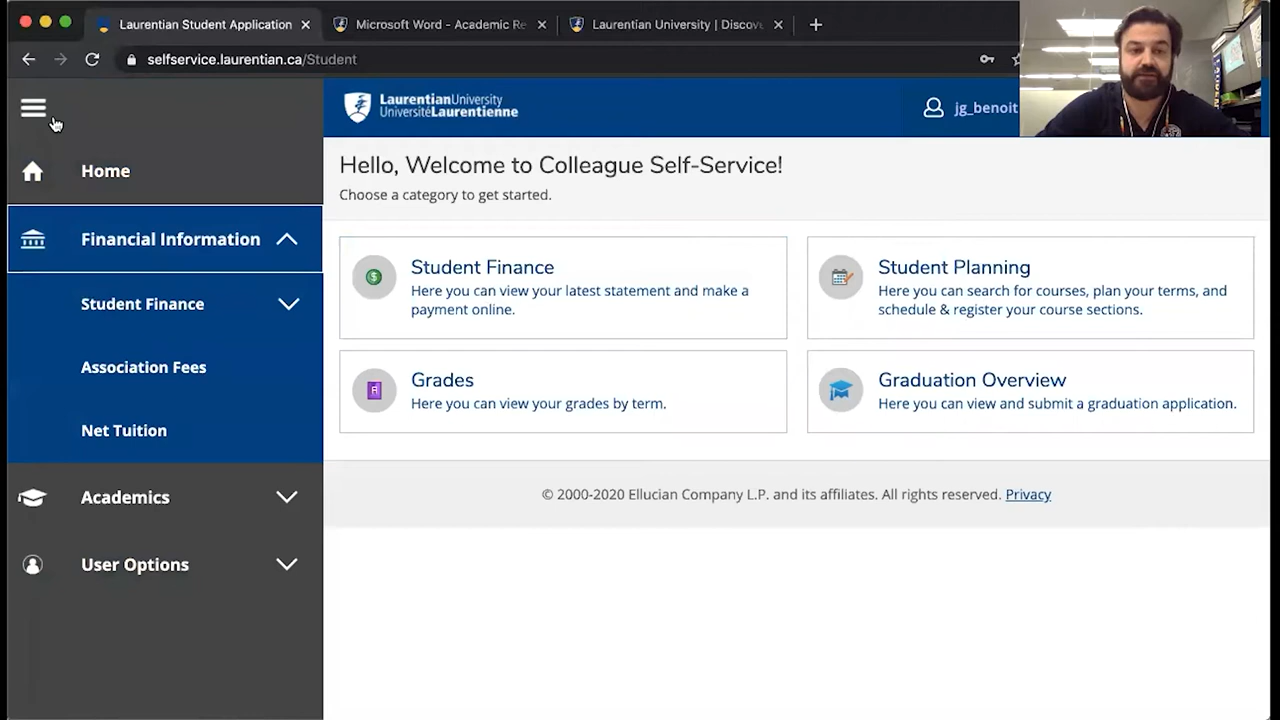 Laurentian Student Application
Microsoft Word - Academic Re
Laurentian University | Discov
selfservice.laurentian.ca/Student
LaurentianUniversity
UniversitéLaurentienne
jg_benoit
Home
Financial Information
Student Finance
Association Fees
Net Tuition
Academics
User Options
Hello, Welcome to Colleague Self-Service!
Choose a category to get started.
Student Finance
Here you can view your latest statement and make a
payment online.
Student Planning
Here you can search for courses, plan your terms, and
schedule & register your course sections.
Grades
Here you can view your grades by term.
Graduation Overview
Here you can view and submit a graduation application.
© 2000-2020 Ellucian Company L.P. and its affiliates. All rights reserved. Privacy